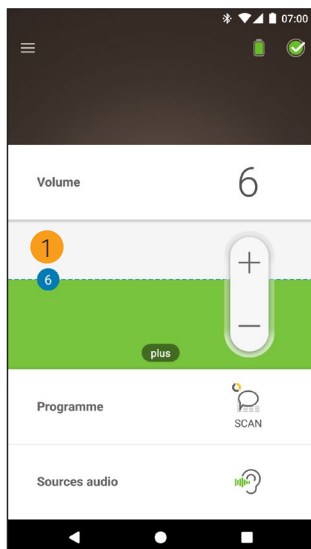 07:00
Volume
6
1
+
6
−
plus
Programme
SCAN
Sources audio